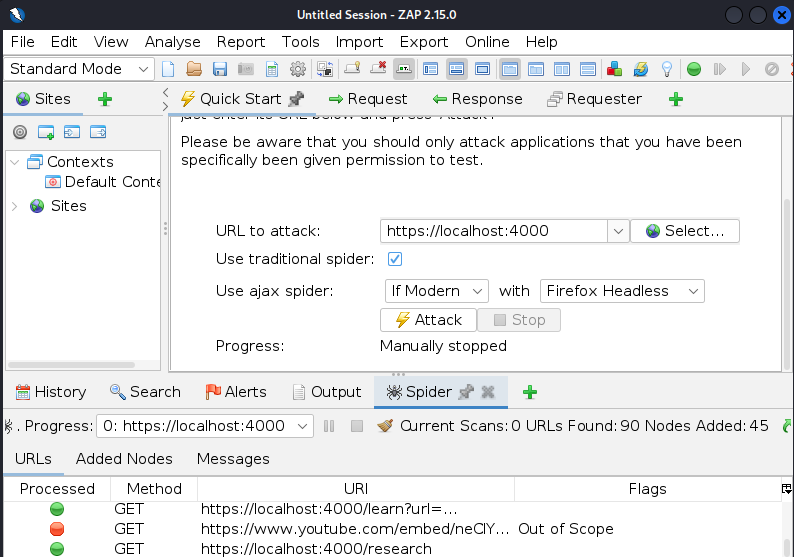 Untitled Session - ZAP 2.15.0
File Edit View Analyse Report Tools Import Export Online Help
Standard Mode
Sites Quick Start Request Response Requester
just enter its URL below and press 'Attack'.
Please be aware that you should only attack applications that you have been
specifically been given permission to test.
Contexts
Default Conte
Sites
URL to attack: https://localhost:4000 Select...
Use traditional spider:
Use ajax spider: If Modern with Firefox Headless
Attack Stop
Progress: Manually stopped
History Search Alerts Output Spider
. Progress: 0: https://localhost:4000 Current Scans: 0 URLs Found: 90 Nodes Added: 45
URLs Added Nodes Messages
Processed Method URI Flags
GET https://localhost:4000/learn?url=...
GET https://www.youtube.com/embed/neClY... Out of Scope
GET https://localhost:4000/research